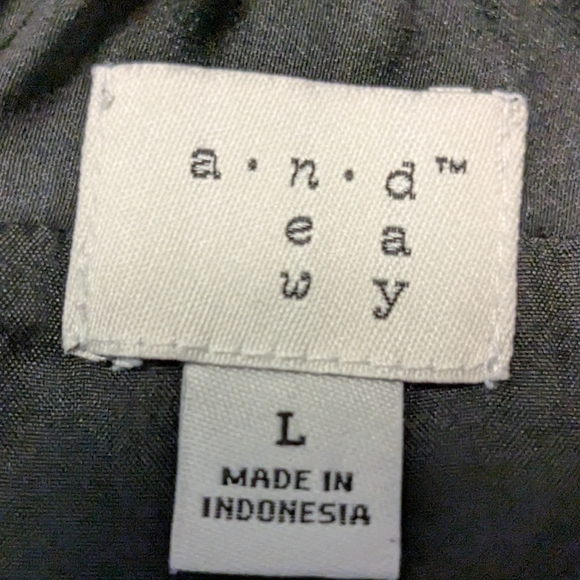 a·n·d™
e a
w y
L
MADE IN
INDONESIA